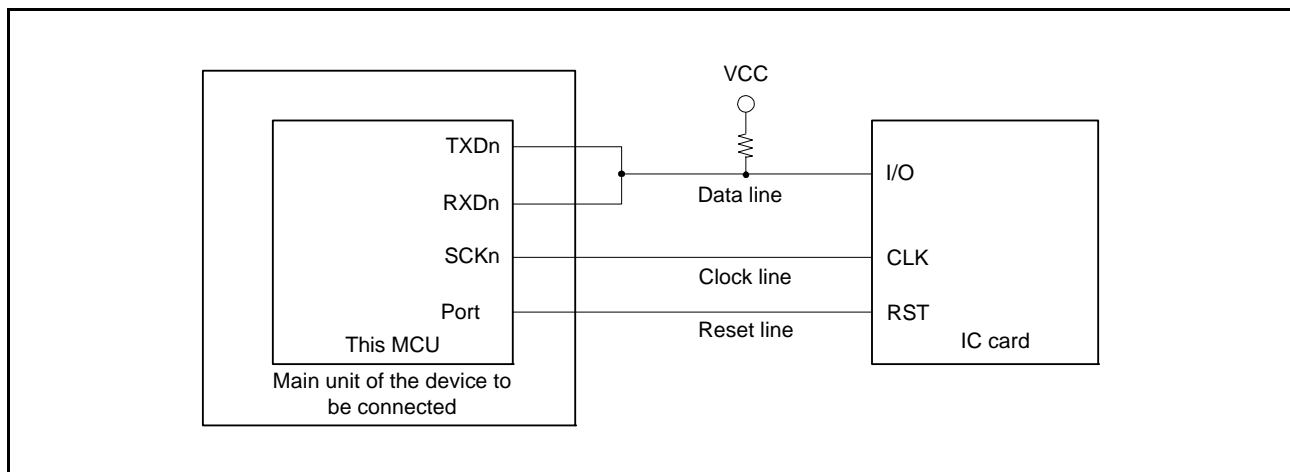 VCC
TXDn
I/O
RXDn
Data line
SCKn
CLK
Clock line
Port
RST
Reset line
This MCU
IC card
Main unit of the device to
be connected